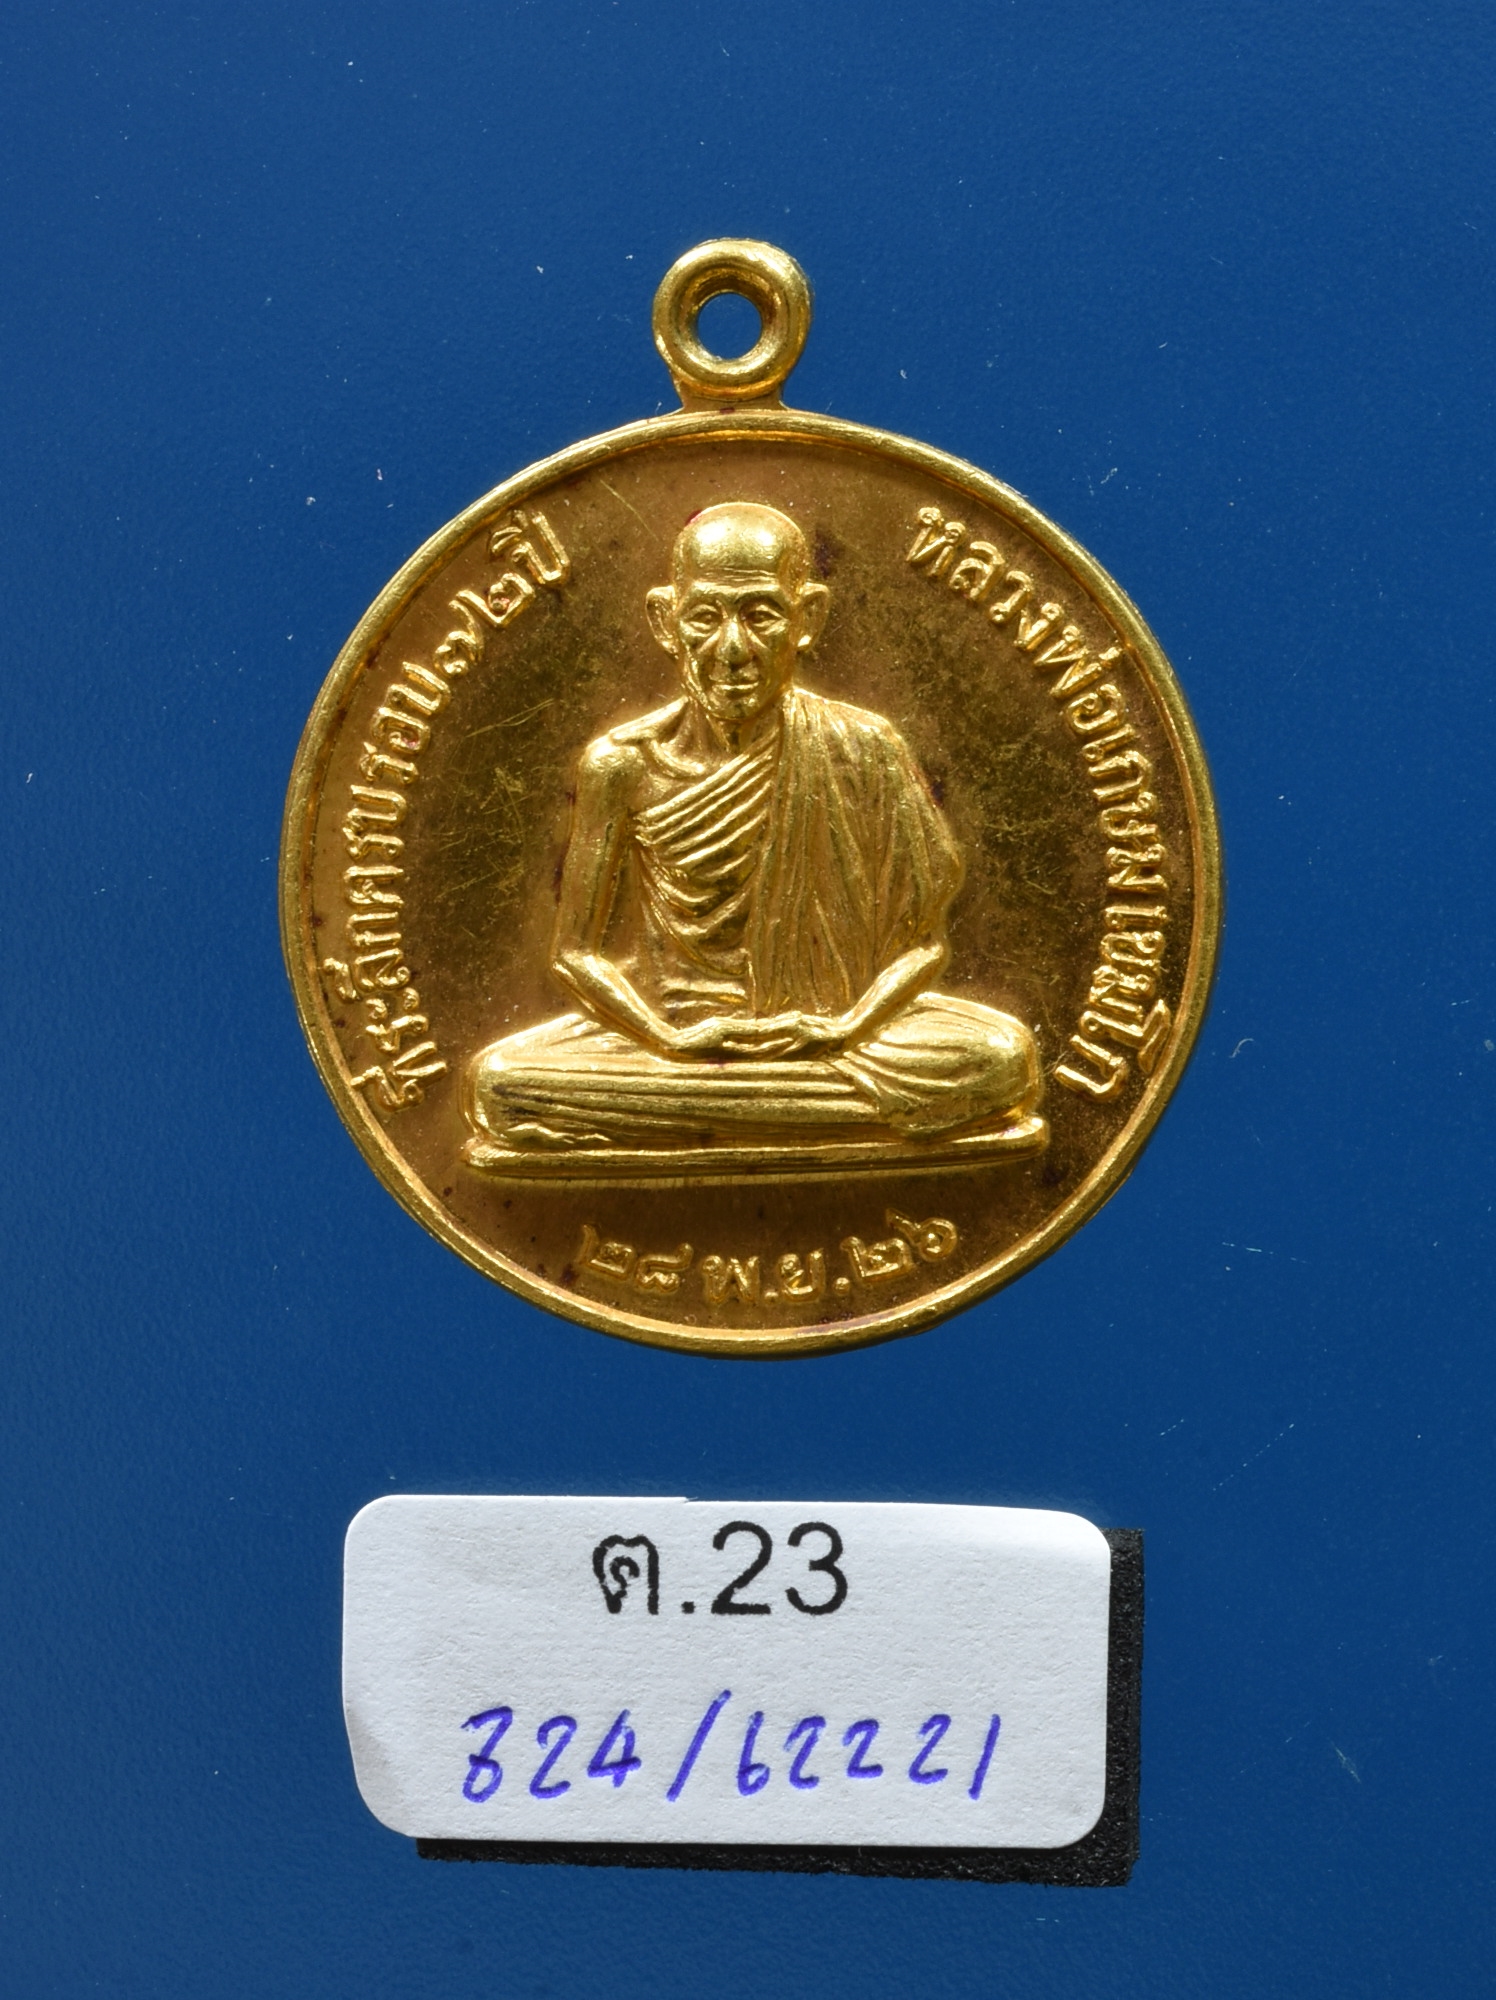 ที่ระลึกครบรอบ๗๒ปี
หลวงพ่อเกษม เขมโก
๒๘ พ.ย. ๒๖
ต.23
324/62221